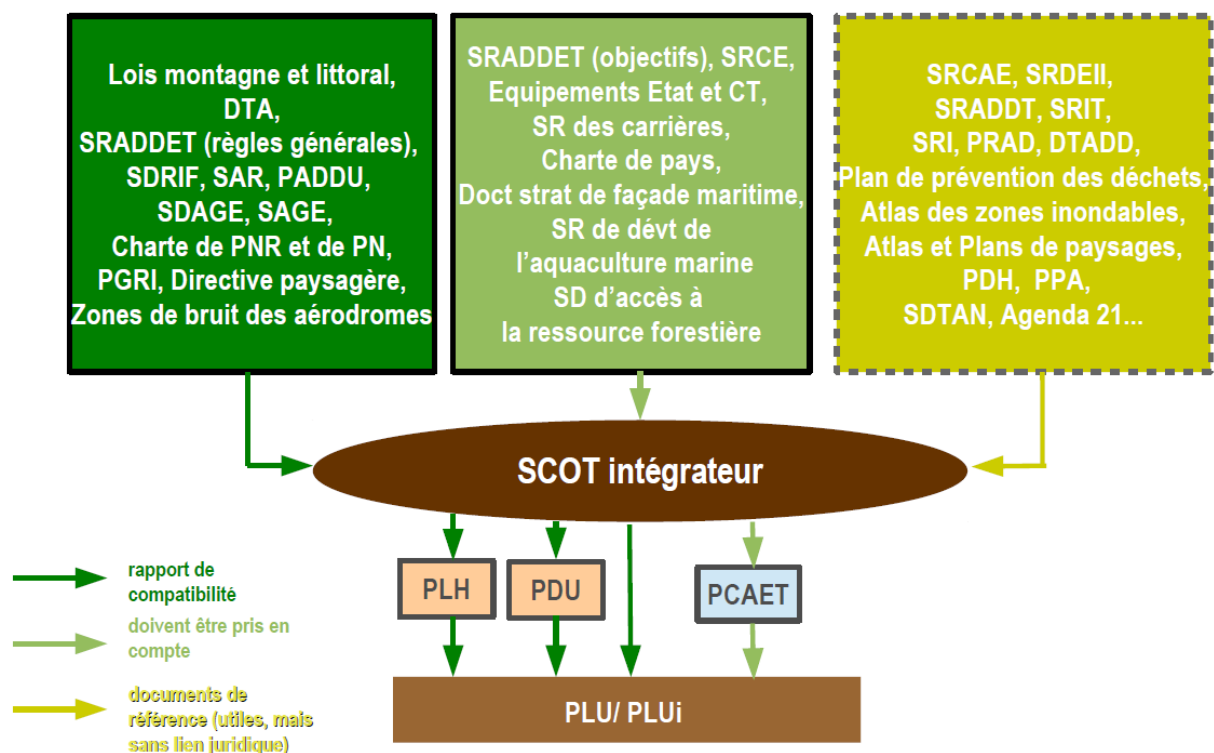 Lois montagne et littoral,
DTA,
SRADDET (règles générales),
SDRIF, SAR, PADDU,
SDAGE, SAGE,
Charte de PNR et de PN,
PGRI, Directive paysagère,
Zones de bruit des aérodromes
SRADDET (objectifs), SRCE,
Equipements Etat et CT,
SR des carrières,
Charte de pays,
Doct strat de façade maritime,
SR de dévt de
l'aquaculture marine
SD d'accès à
la ressource forestière
SRCAE, SRDEII,
SRADDT, SRIT,
SRI, PRAD, DTADD,
Plan de prévention des déchets,
Atlas des zones inondables,
Atlas et Plans de paysages,
PDH, PPA,
SDTAN, Agenda 21...
SCOT intégrateur
PLH
PDU
PCAET
PLU/ PLUi
rapport de
compatibilité
doivent être pris en
compte
documents de
référence (utiles, mais
sans lien juridique)